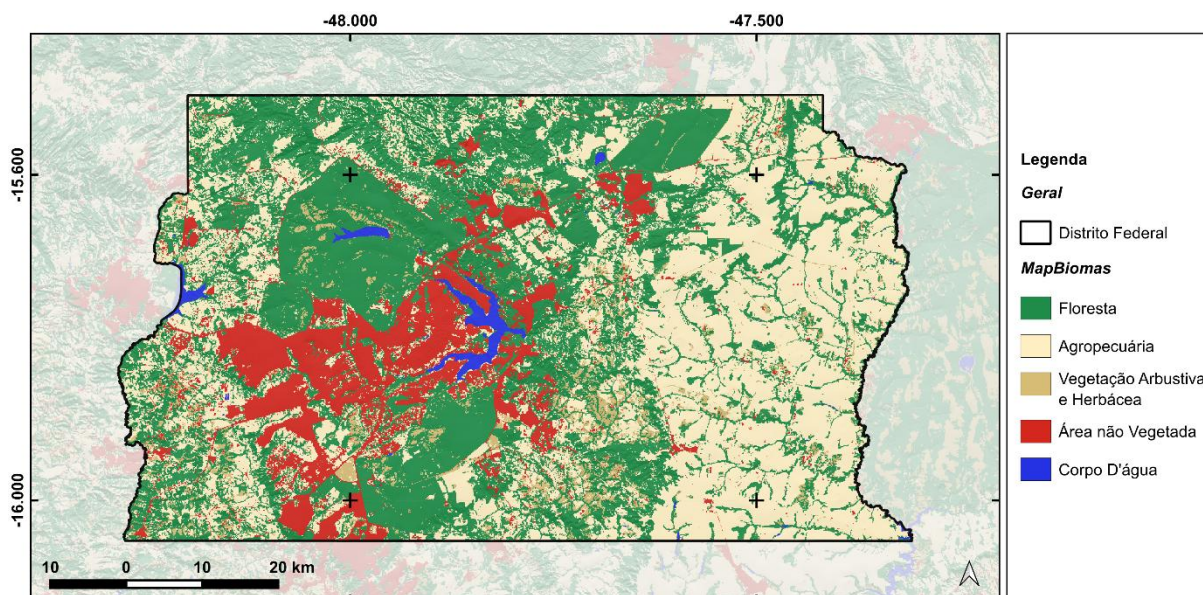 -48.000
-47.500
-15.600
-16.000
10 0 10 20 km
Legenda
Geral
Distrito Federal
MapBiomas
Floresta
Agropecuária
Vegetação Arbustiva
e Herbácea
Área não Vegetada
Corpo D'água